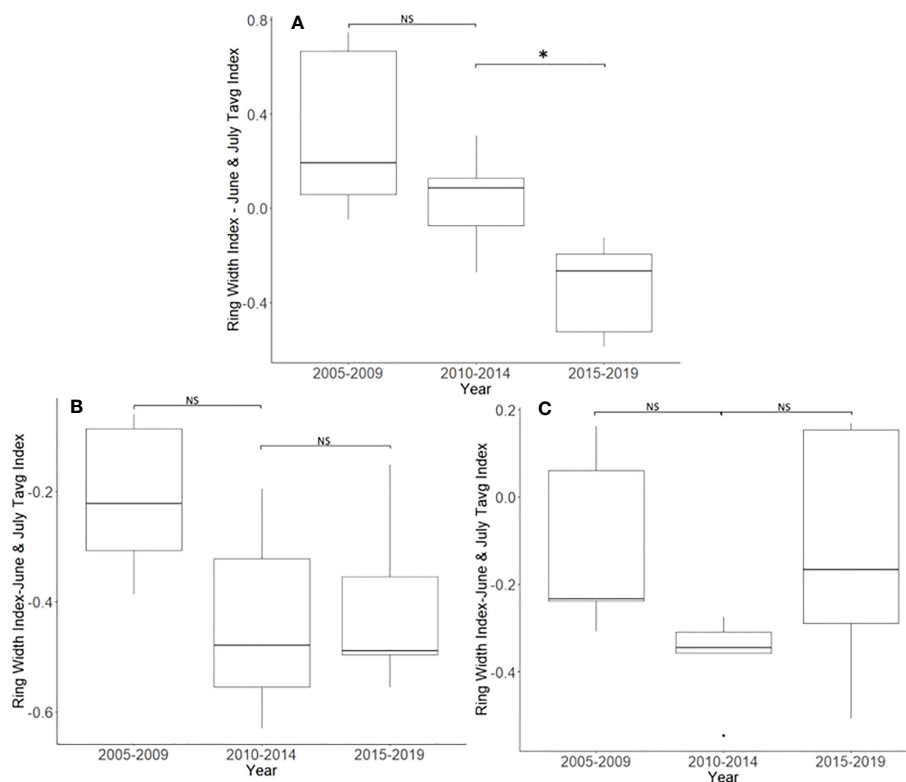 A
NS
*
0.8
0.4
0.0
-0.4
Ring Width Index - June & July Tavg Index
2005-2009 2010-2014 2015-2019
Year
B
NS
NS
-0.2
-0.4
-0.6
Ring Width Index-June & July Tavg Index
2005-2009 2010-2014 2015-2019
Year
C
NS NS
0.2
0.0
-0.2
-0.4
Ring Width Index-June & July Tavg Index
2005-2009 2010-2014 2015-2019
Year